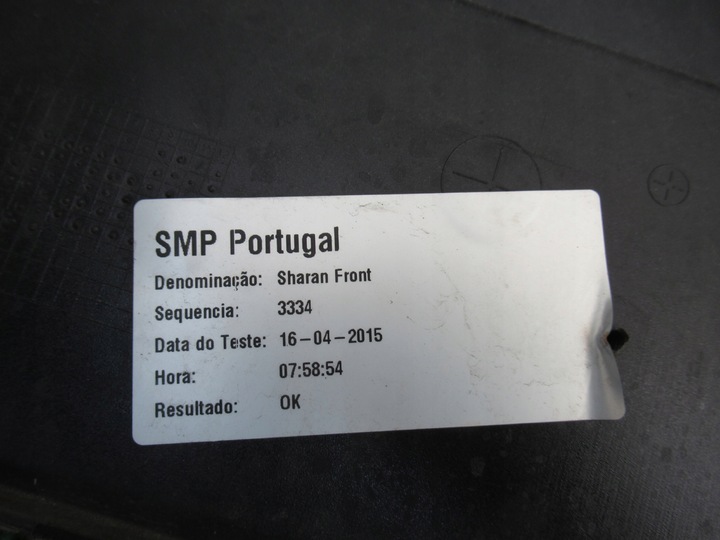 SMP Portugal
Denominação: Sharan Front
Sequencia: 3334
Data do Teste: 16-04-2015
Hora: 07:58:54
Resultado: OK